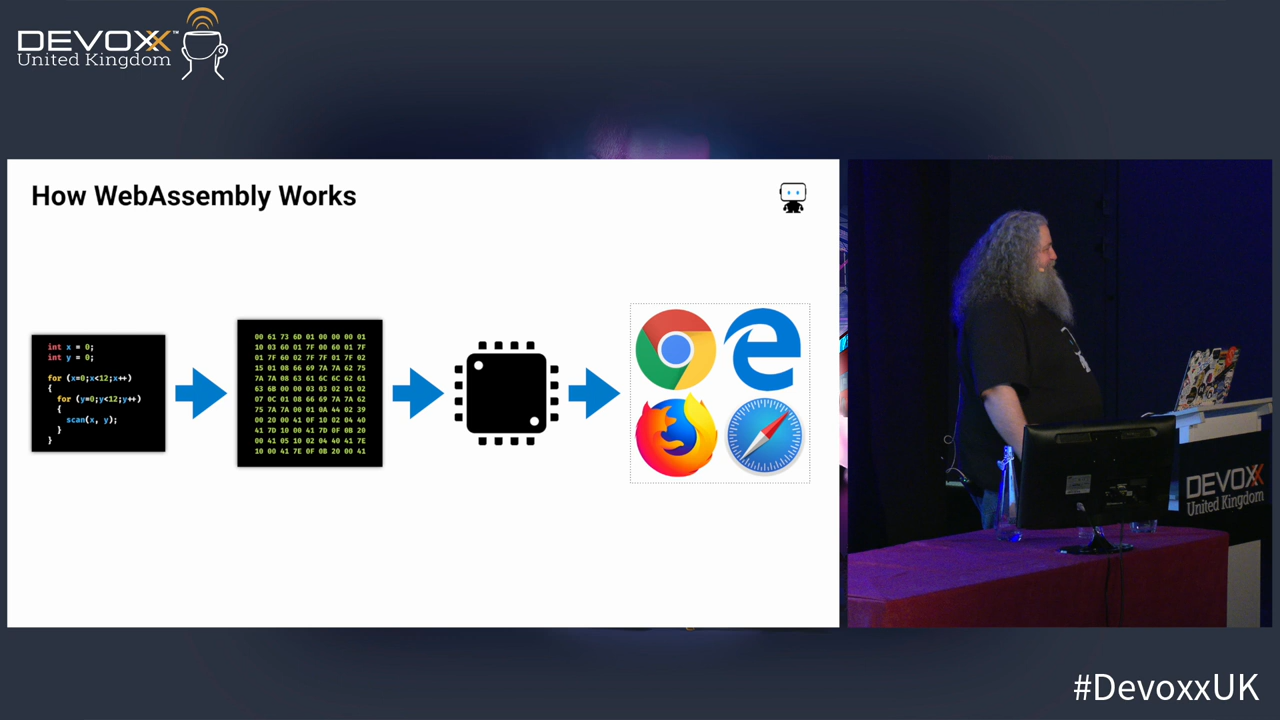 DEVOXX™
United Kingdom
How WebAssembly Works
int x = 0;
int y = 0;
for (x=0;x<12;x++)
{
for (y=0;y<12;y++)
{
scan(x, y);
}
}
00 61 73 6D 01 00 00 00 01
10 03 60 01 7F 00 60 01 7F
01 7F 60 02 7F 7F 01 7F 02
15 01 08 66 69 7A 7A 62 75
7A 7A 08 63 61 6C 6C 62 61
63 6B 00 00 03 03 02 01 02
07 0C 01 08 66 69 7A 7A 62
75 7A 7A 00 01 0A 44 02 39
00 20 00 41 0F 10 02 04 40
41 7D 10 00 41 7D 0F 0B 20
00 41 05 10 02 04 40 41 7E
10 00 41 7E 0F 0B 20 00 41
DEVOXX
United Kingdom
#DevoxxUK